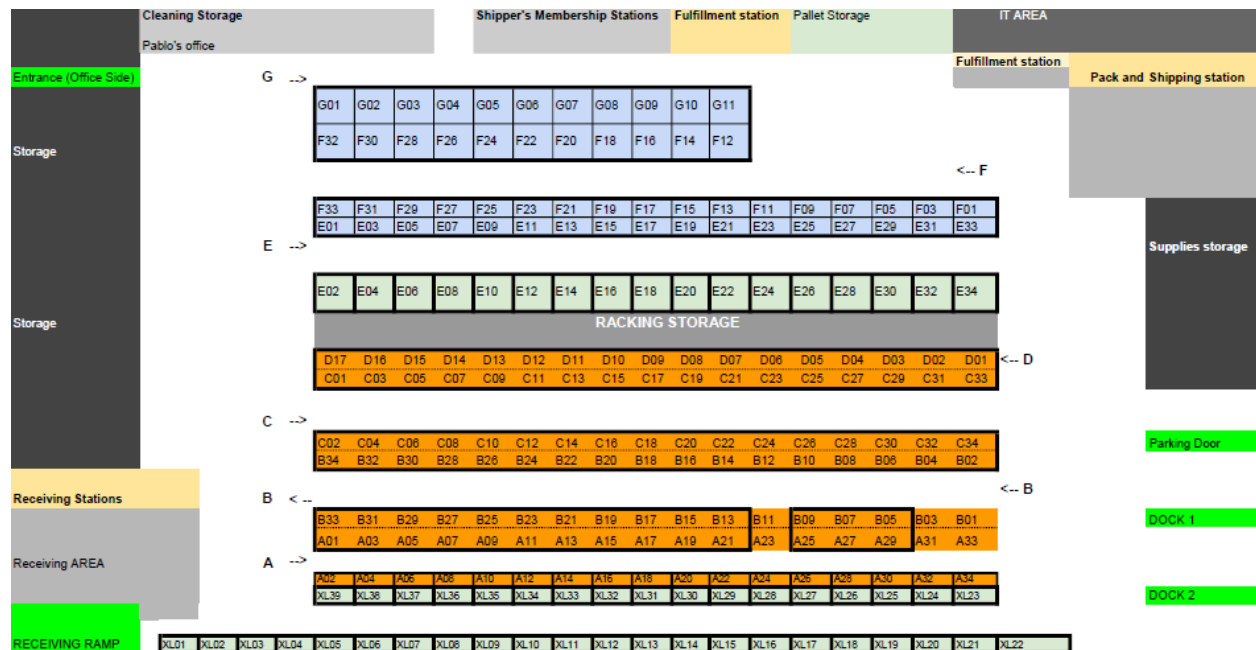 Cleaning Storage Shipper's Membership Stations Fulfillment station Pallet Storage IT AREA
Pablo's office
Fulfillment station
Entrance (Office Side) G --> Pack and Shipping station
G01 G02 G03 G04 G05 G06 G07 G08 G09 G10 G11
F32 F30 F28 F26 F24 F22 F20 F18 F16 F14 F12
Storage
<-- F
F33 F31 F29 F27 F25 F23 F21 F19 F17 F15 F13 F11 F09 F07 F05 F03 F01
E01 E03 E05 E07 E09 E11 E13 E15 E17 E19 E21 E23 E25 E27 E29 E31 E33
E --> Supplies storage
E02 E04 E06 E08 E10 E12 E14 E16 E18 E20 E22 E24 E26 E28 E30 E32 E34
Storage RACKING STORAGE
D17 D16 D15 D14 D13 D12 D11 D10 D09 D08 D07 D06 D05 D04 D03 D02 D01 <-- D
C01 C03 C05 C07 C09 C11 C13 C15 C17 C19 C21 C23 C25 C27 C29 C31 C33
C -->
C02 C04 C06 C08 C10 C12 C14 C16 C18 C20 C22 C24 C26 C28 C30 C32 C34 Parking Door
B34 B32 B30 B28 B26 B24 B22 B20 B18 B16 B14 B12 B10 B08 B06 B04 B02
<-- B
Receiving Stations B < --
B33 B31 B29 B27 B25 B23 B21 B19 B17 B15 B13 B11 B09 B07 B05 B03 B01 DOCK 1
A01 A03 A05 A07 A09 A11 A13 A15 A17 A19 A21 A23 A25 A27 A29 A31 A33
Receiving AREA A -->
A02 A04 A06 A08 A10 A12 A14 A16 A18 A20 A22 A24 A26 A28 A30 A32 A34
XL39 XL38 XL37 XL36 XL35 XL34 XL33 XL32 XL31 XL30 XL29 XL28 XL27 XL26 XL25 XL24 XL23 DOCK 2
RECEIVING RAMP XL01 XL02 XL03 XL04 XL05 XL06 XL07 XL08 XL09 XL10 XL11 XL12 XL13 XL14 XL15 XL16 XL17 XL18 XL19 XL20 XL21 XL22